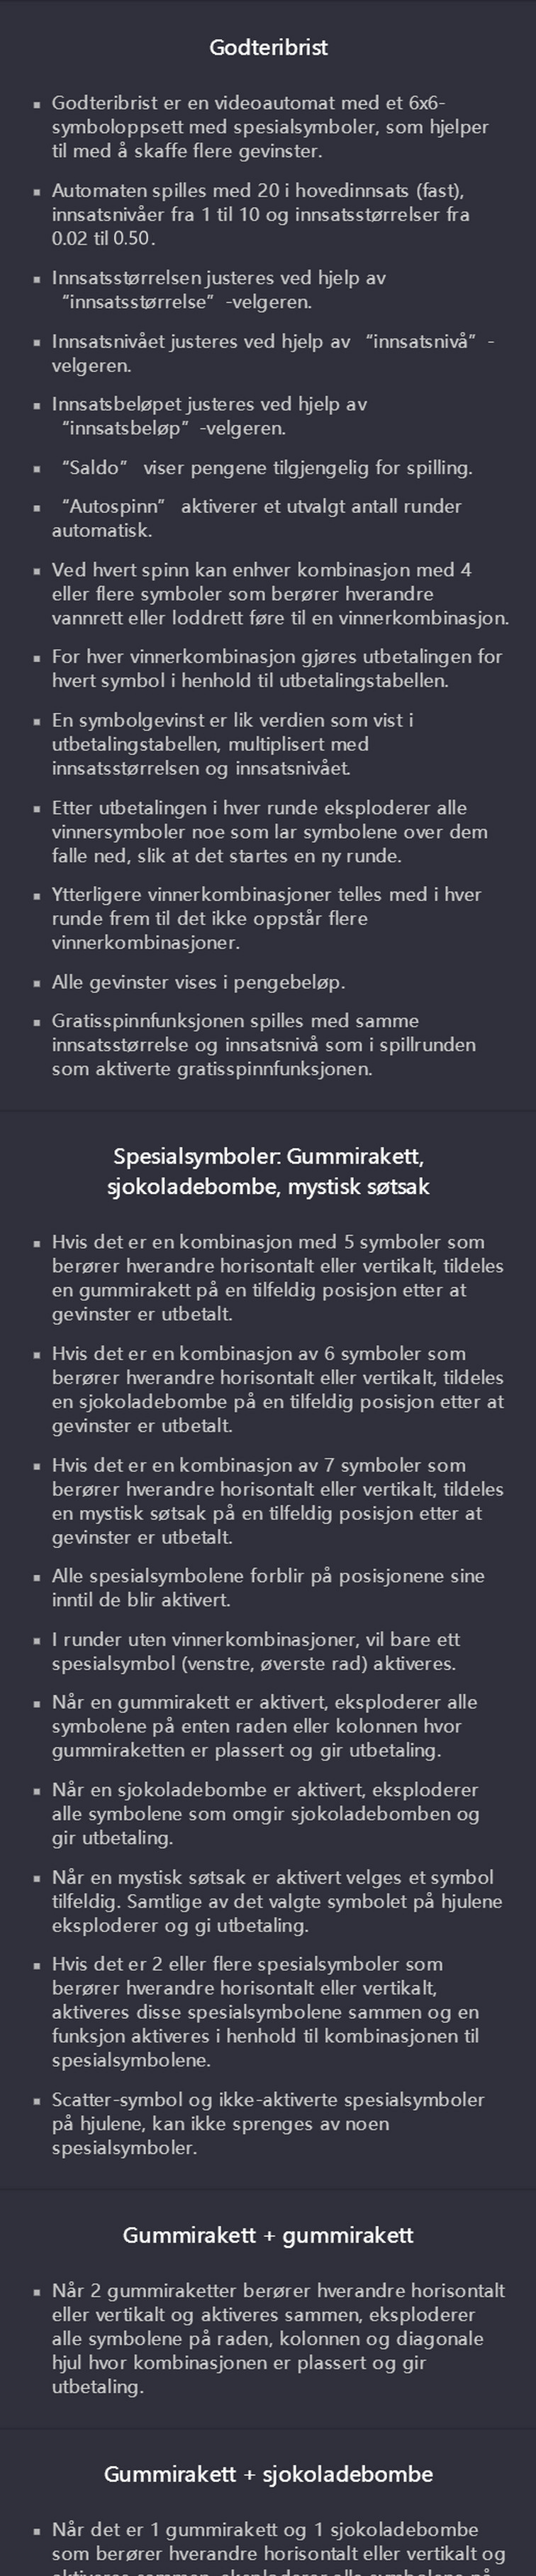 Godteribrist
▪ Godteribrist er en videoautomat med et 6x6-
symboloppsett med spesialsymboler, som hjelper
til med å skaffe flere gevinster.
▪ Automaten spilles med 20 i hovedinnsats (fast),
innsatsnivåer fra 1 til 10 og innsatsstørrelser fra
0.02 til 0.50.
▪ Innsatsstørrelsen justeres ved hjelp av
“innsatsstørrelse” -velgeren.
▪ Innsatsnivået justeres ved hjelp av “innsatsnivå” -
velgeren.
▪ Innsatsbeløpet justeres ved hjelp av
“innsatsbeløp” -velgeren.
▪ “Saldo” viser pengene tilgjengelig for spilling.
▪ “Autospinn” aktiverer et utvalgt antall runder
automatisk.
▪ Ved hvert spinn kan enhver kombinasjon med 4
eller flere symboler som berører hverandre
vannrett eller loddrett føre til en vinnerkombinasjon.
▪ For hver vinnerkombinasjon gjøres utbetalingen for
hvert symbol i henhold til utbetalingstabellen.
▪ En symbolgevinst er lik verdien som vist i
utbetalingstabellen, multiplisert med
innsatsstørrelsen og innsatsnivået.
▪ Etter utbetalingen i hver runde eksploderer alle
vinnersymboler noe som lar symbolene over dem
falle ned, slik at det startes en ny runde.
▪ Ytterligere vinnerkombinasjoner telles med i hver
runde frem til det ikke oppstår flere
vinnerkombinasjoner.
▪ Alle gevinster vises i pengebeløp.
▪ Gratisspinnfunksjonen spilles med samme
innsatsstørrelse og innsatsnivå som i spillrunden
som aktiverte gratisspinnfunksjonen.
Spesialsymboler: Gummirakett,
sjokoladebombe, mystisk søtsak
▪ Hvis det er en kombinasjon med 5 symboler som
berører hverandre horisontalt eller vertikalt, tildeles
en gummirakett på en tilfeldig posisjon etter at
gevinster er utbetalt.
▪ Hvis det er en kombinasjon av 6 symboler som
berører hverandre horisontalt eller vertikalt, tildeles
en sjokoladebombe på en tilfeldig posisjon etter at
gevinster er utbetalt.
▪ Hvis det er en kombinasjon av 7 symboler som
berører hverandre horisontalt eller vertikalt, tildeles
en mystisk søtsak på en tilfeldig posisjon etter at
gevinster er utbetalt.
▪ Alle spesialsymbolene forblir på posisjonene sine
inntil de blir aktivert.
▪ I runder uten vinnerkombinasjoner, vil bare ett
spesialsymbol (venstre, øverste rad) aktiveres.
▪ Når en gummirakett er aktivert, eksploderer alle
symbolene på enten raden eller kolonnen hvor
gummiraketten er plassert og gir utbetaling.
▪ Når en sjokoladebombe er aktivert, eksploderer
alle symbolene som omgir sjokoladebomben og
gir utbetaling.
▪ Når en mystisk søtsak er aktivert velges et symbol
tilfeldig. Samtlige av det valgte symbolet på hjulene
eksploderer og gi utbetaling.
▪ Hvis det er 2 eller flere spesialsymboler som
berører hverandre horisontalt eller vertikalt,
aktiveres disse spesialsymbolene sammen og en
funksjon aktiveres i henhold til kombinasjonen til
spesialsymbolene.
▪ Scatter-symbol og ikke-aktiverte spesialsymboler
på hjulene, kan ikke sprenges av noen
spesialsymboler.
Gummirakett + gummirakett
▪ Når 2 gummiraketter berører hverandre horisontalt
eller vertikalt og aktiveres sammen, eksploderer
alle symbolene på raden, kolonnen og diagonale
hjul hvor kombinasjonen er plassert og gir
utbetaling.
Gummirakett + sjokoladebombe
▪ Når det er 1 gummirakett og 1 sjokoladebombe
som berører hverandre horisontalt eller vertikalt og